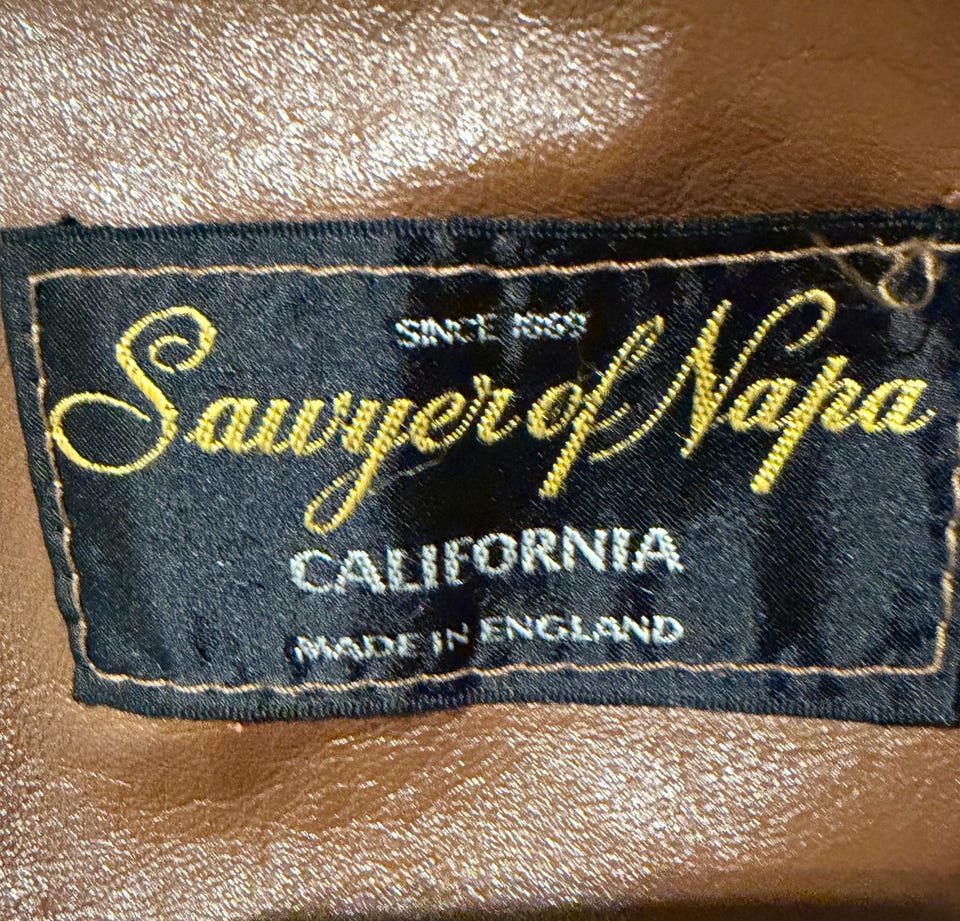 SINCE 1869
Sawyer of Napa
CALIFORNIA
MADE IN ENGLAND